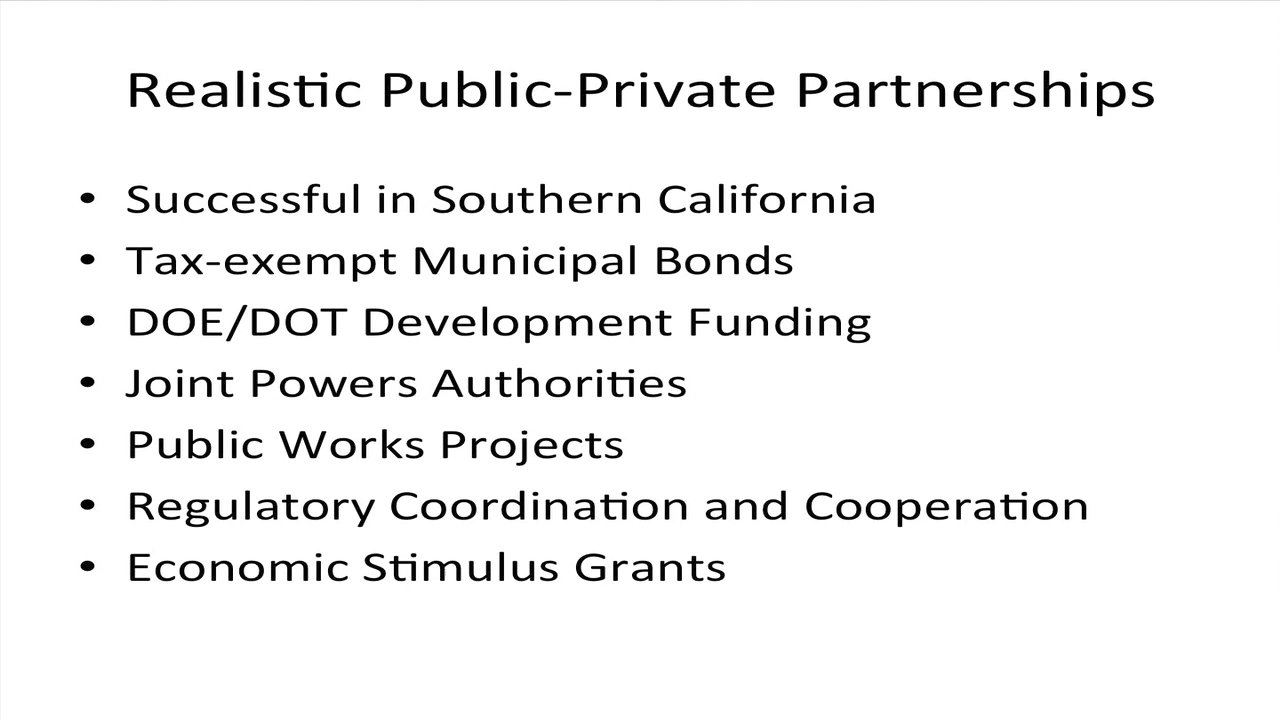 Realistic Public-Private Partnerships
• Successful in Southern California
• Tax-exempt Municipal Bonds
• DOE/DOT Development Funding
• Joint Powers Authorities
• Public Works Projects
• Regulatory Coordination and Cooperation
• Economic Stimulus Grants